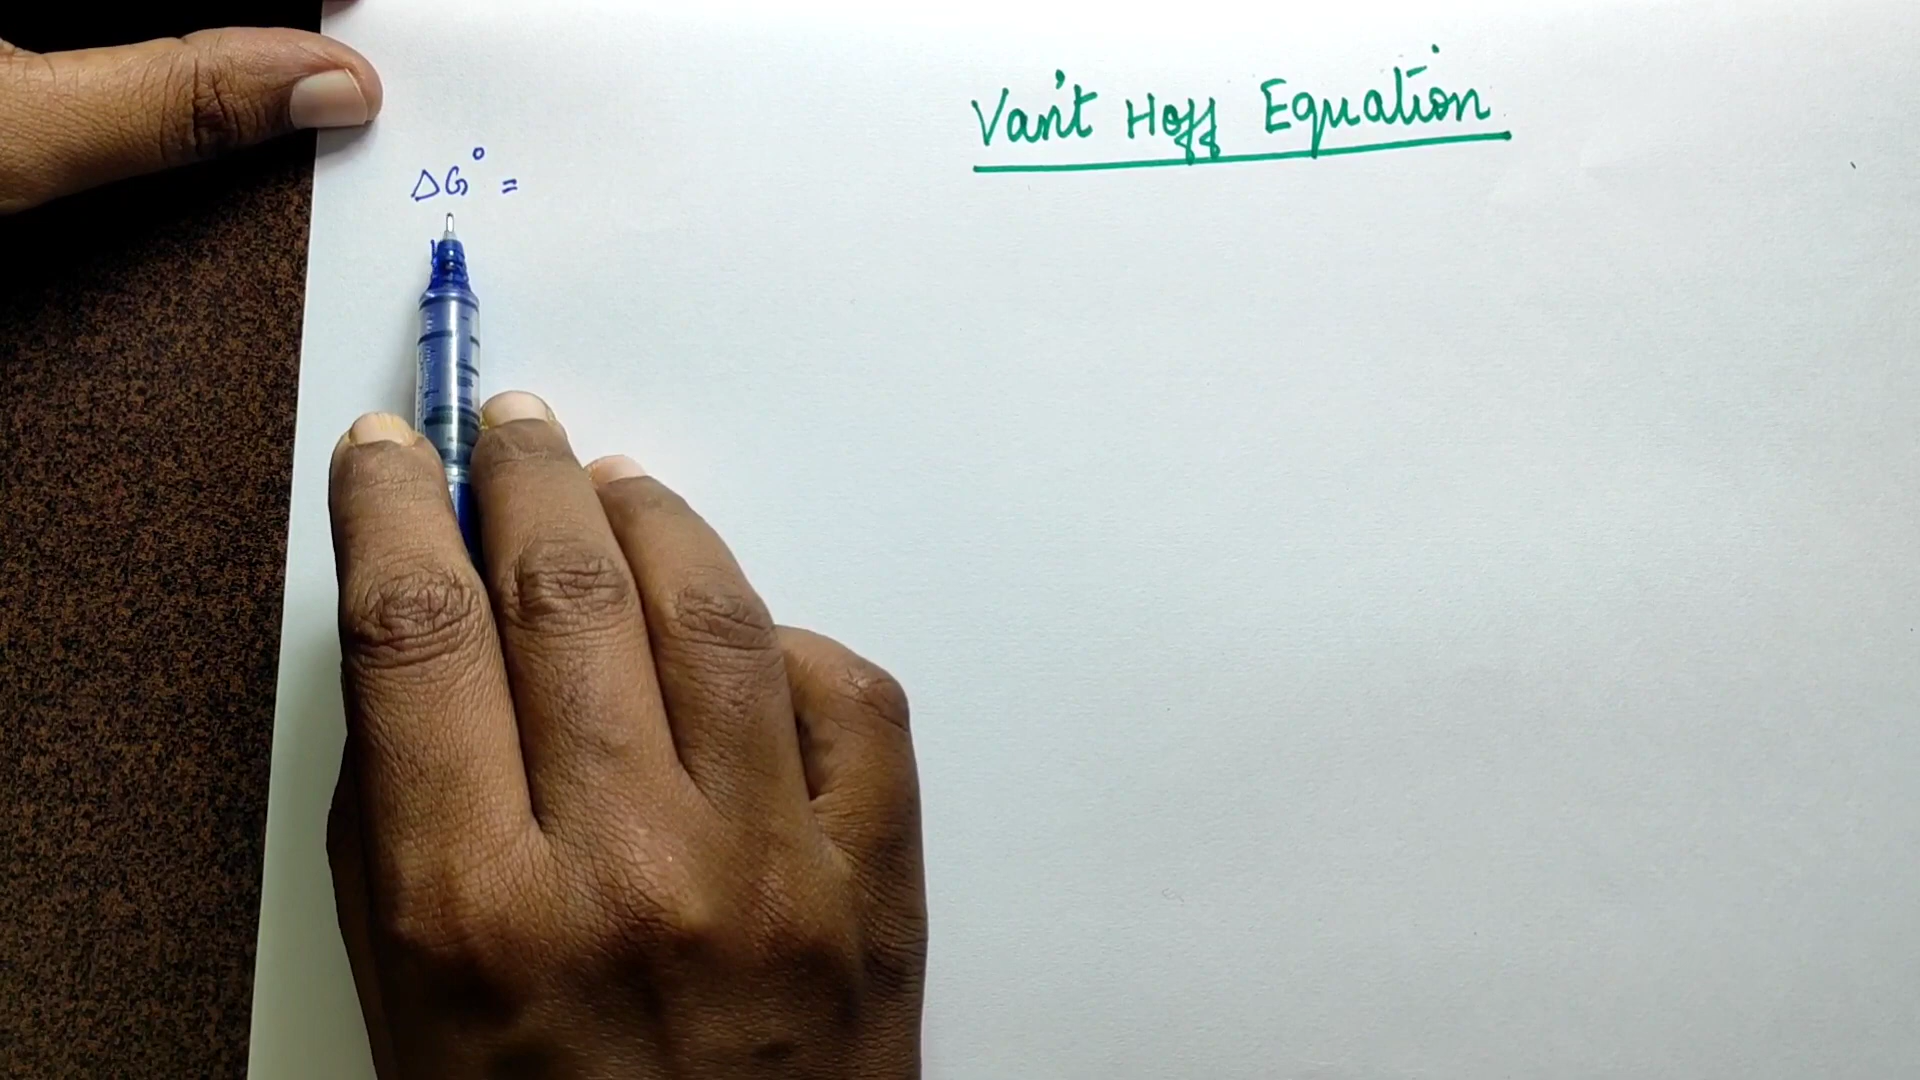 Van't Hoff Equation
ΔG° =